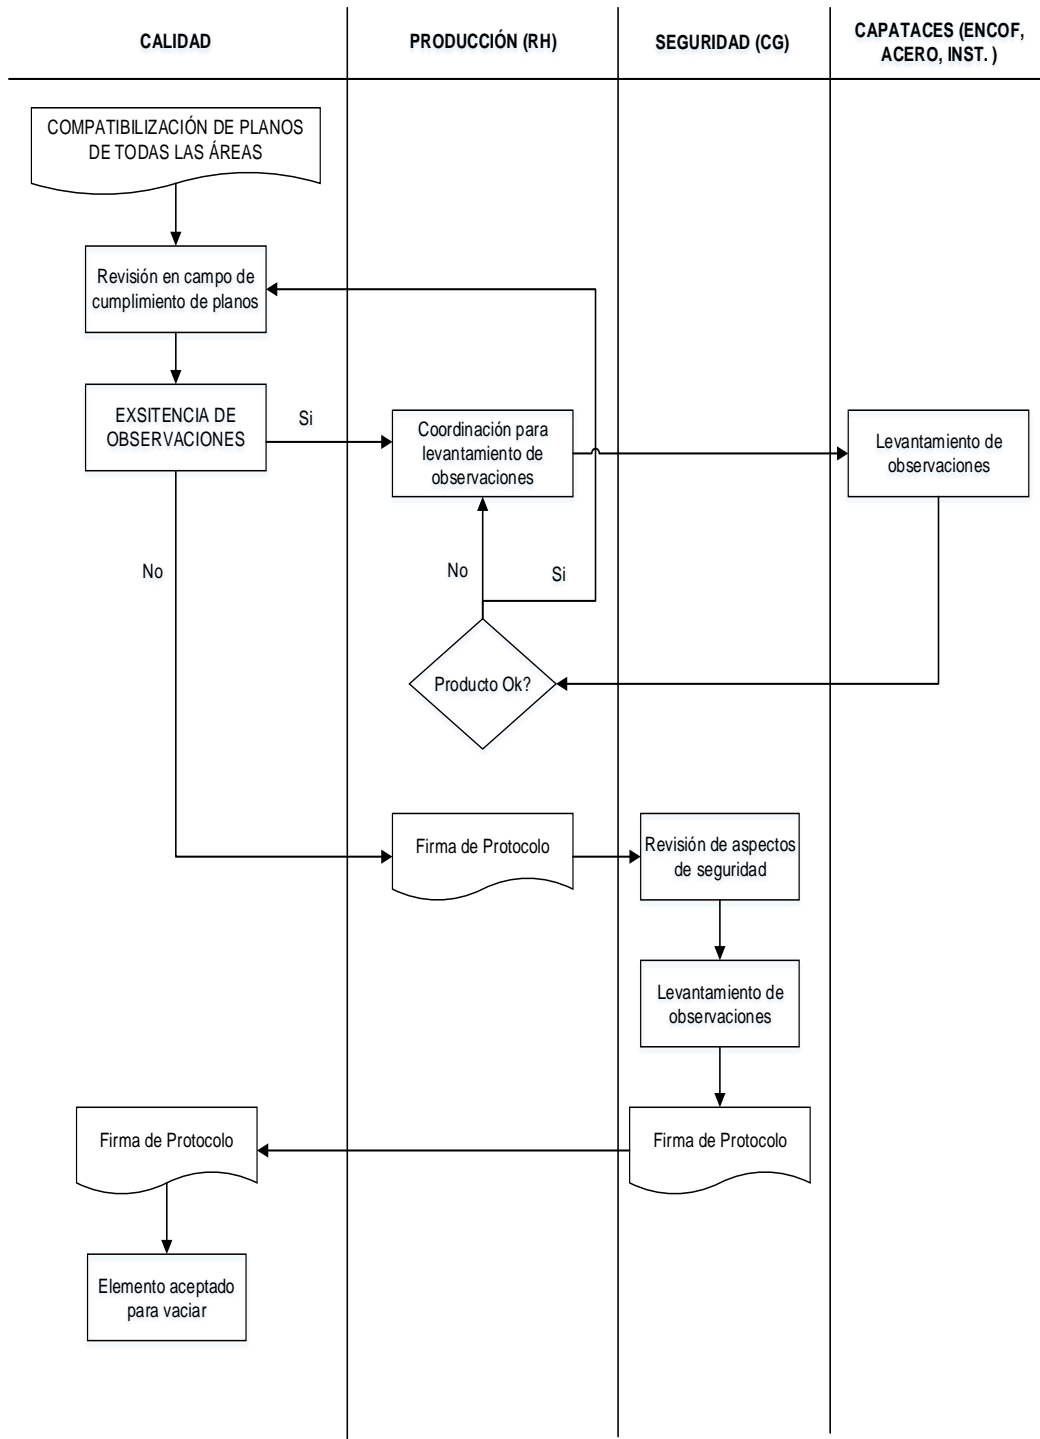 CALIDAD
PRODUCCIÓN (RH)
SEGURIDAD (CG)
CAPATACES (ENCOF,
ACERO, INST. )
COMPATIBILIZACIÓN DE PLANOS
DE TODAS LAS ÁREAS
Revisión en campo de
cumplimiento de planos
EXSITENCIA DE
OBSERVACIONES
Si
Coordinación para
levantamiento de
observaciones
Levantamiento de
observaciones
No
No
Si
Producto Ok?
Firma de Protocolo
Revisión de aspectos
de seguridad
Levantamiento de
observaciones
Firma de Protocolo
Firma de Protocolo
Elemento aceptado
para vaciar